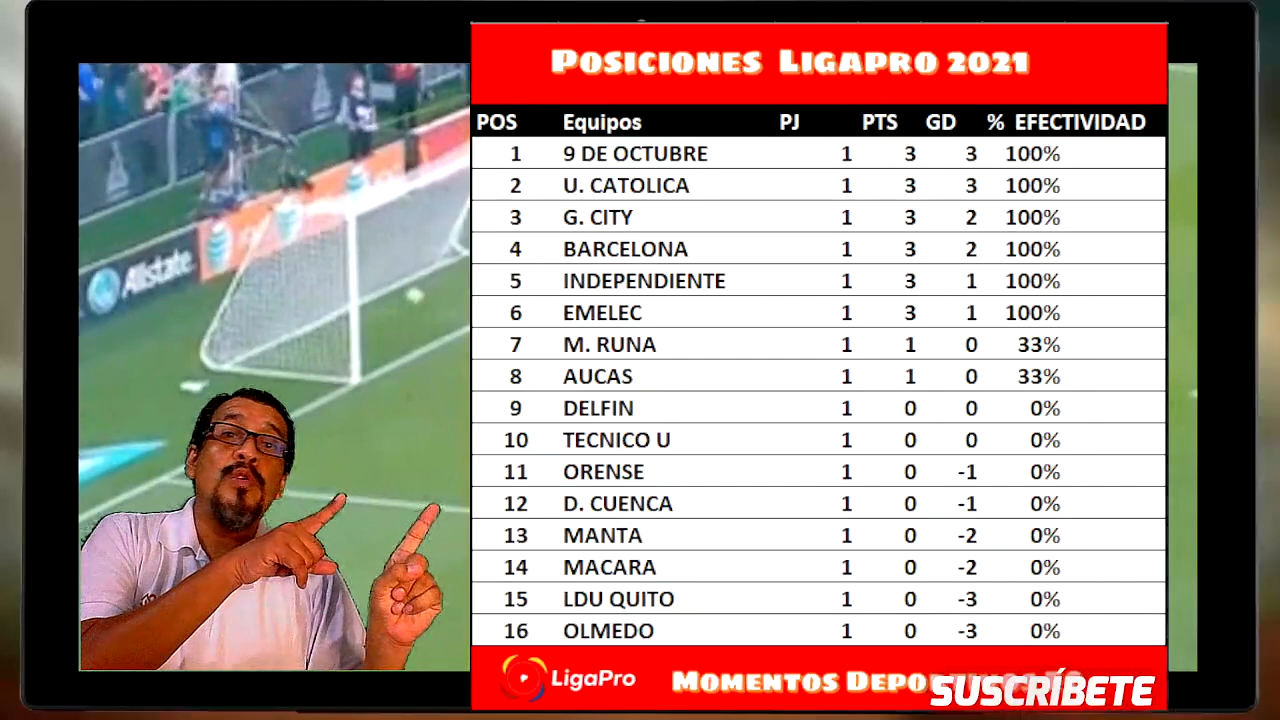 POSICIONES LIGAPRO 2021
POS Equipos PJ PTS GD % EFECTIVIDAD
1 9 DE OCTUBRE 1 3 3 100%
2 U. CATOLICA 1 3 3 100%
3 G. CITY 1 3 2 100%
4 BARCELONA 1 3 2 100%
5 INDEPENDIENTE 1 3 1 100%
6 EMELEC 1 3 1 100%
7 M. RUNA 1 1 0 33%
8 AUCAS 1 1 0 33%
9 DELFIN 1 0 0 0%
10 TECNICO U 1 0 0 0%
11 ORENSE 1 0 -1 0%
12 D. CUENCA 1 0 -1 0%
13 MANTA 1 0 -2 0%
14 MACARA 1 0 -2 0%
15 LDU QUITO 1 0 -3 0%
16 OLMEDO 1 0 -3 0%
LigaPro MOMENTOS
SUSCRÍBETE
Allstate